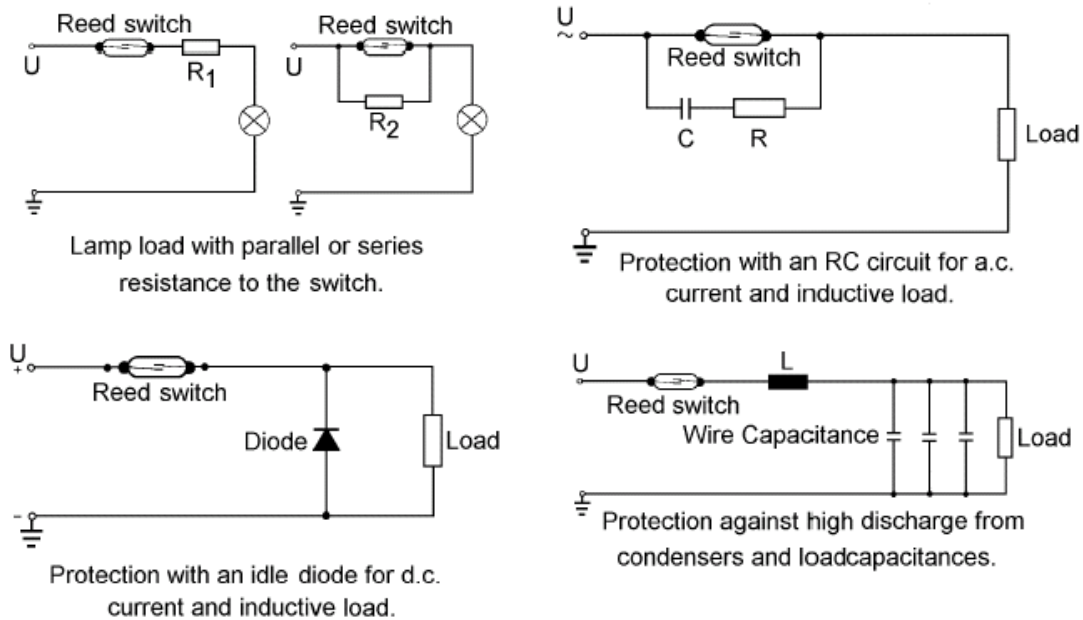 Reed switch
U
R1
Reed switch
U
R2
Lamp load with parallel or series
resistance to the switch.
U
~
Reed switch
C
R
Load
Protection with an RC circuit for a.c.
current and inductive load.
U
+
Reed switch
Diode
Load
-
Protection with an idle diode for d.c.
current and inductive load.
U
L
Reed switch
Wire Capacitance
Load
Protection against high discharge from
condensers and loadcapacitances.